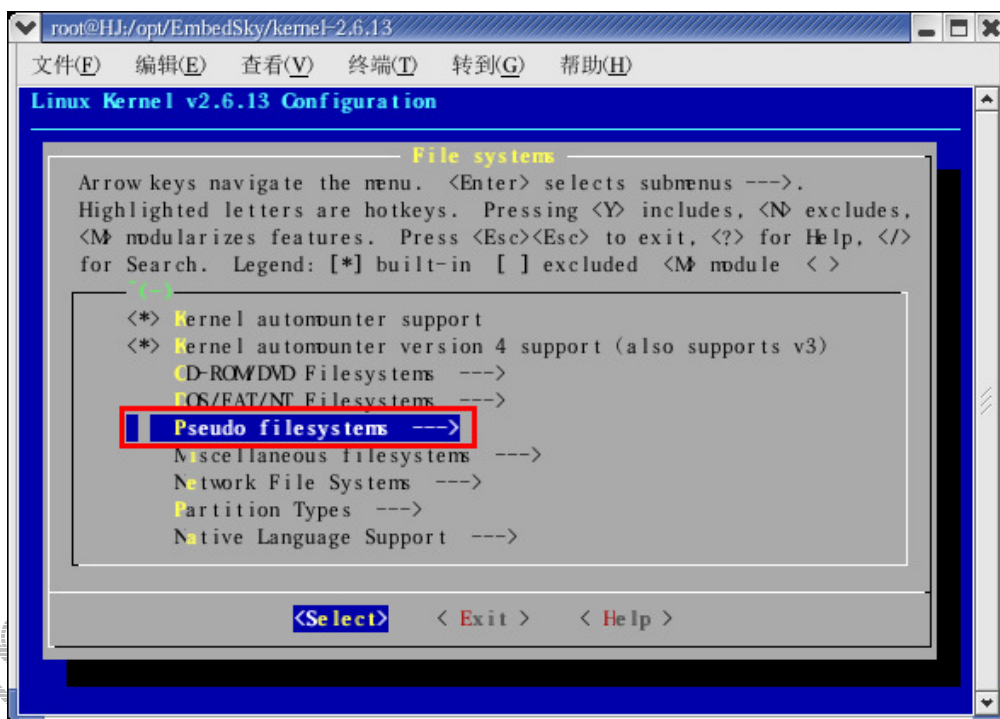 root@HJ:/opt/EmbedSky/kernel-2.6.13
文件(F) 编辑(E) 查看(V) 终端(T) 转到(G) 帮助(H)
Linux Kernel v2.6.13 Configuration
File systems
Arrow keys navigate the menu. <Enter> selects submenus --->.
Highlighted letters are hotkeys. Pressing <Y> includes, <N> excludes,
<M> modularizes features. Press <Esc><Esc> to exit, <?> for Help, </>
for Search. Legend: [*] built-in [ ] excluded <M> module < >
^(-)
<*> Kernel automounter support
<*> Kernel automounter version 4 support (also supports v3)
CD-ROM/DVD Filesystems --->
DOS/FAT/NT Filesystems --->
Pseudo filesystems --->
Miscellaneous filesystems --->
Network File Systems --->
Partition Types --->
Native Language Support --->
<Select> < Exit > < Help >